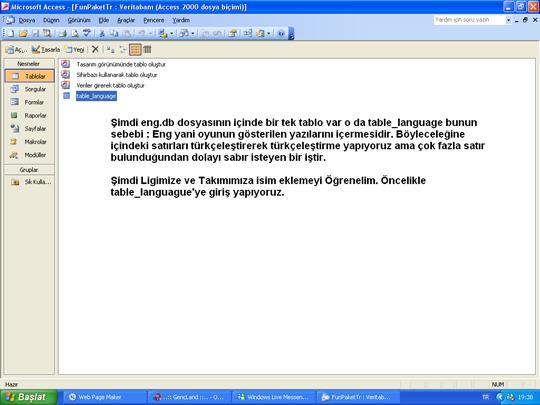 Microsoft Access - [FunPaketTr : Veritabanı (Access 2000 dosya biçimi)]
Dosya Düzen Görünüm Ekle Araçlar Pencere Yardım
Yardım için soru yazın
Aç Tasarla Yeni
Nesneler
Tablolar
Sorgular
Formlar
Raporlar
Sayfalar
Makrolar
Modüller
Gruplar
Sık Kulla...
Tasarım görünümünde tablo oluştur
Sihirbazı kullanarak tablo oluştur
Veriler girerek tablo oluştur
table_language
Şimdi eng.db dosyasının içinde bir tek tablo var o da table_language bunun
sebebi ; Eng yani oyunun gösterilen yazılarını içermesidir. Böyleceleğine
içindeki satırları türkçeleştirerek türkçeleştirme yapıyoruz ama çok fazla satır
bulunduğundan dolayı sabır isteyen bir iştir.
Şimdi Ligimize ve Takımımıza isim eklemeyi Öğrenelim. Öncelikle
table_languague'ye giriş yapıyoruz.
Hazır
NUM
Başlat
Web Page Maker
..:: GencLand ::.. - O...
Windows Live Messen...
FunPaketTr : Veritab...
TR
19:38